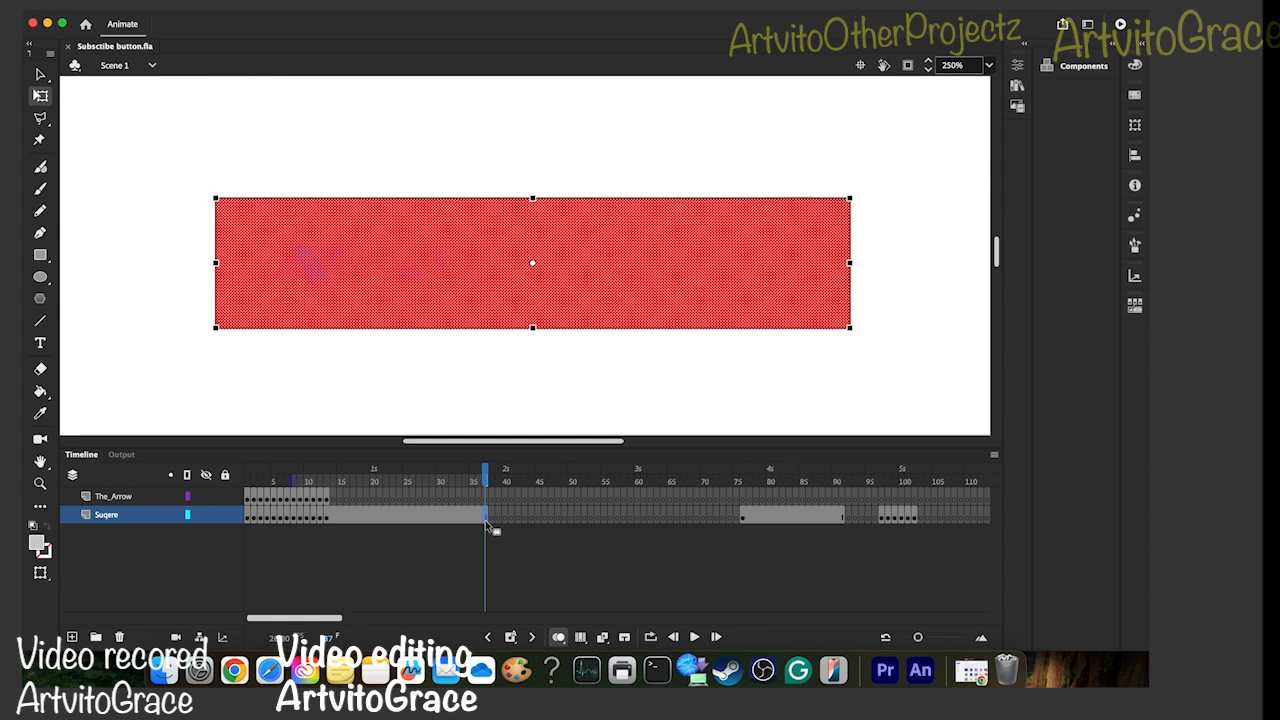 Animate
ArtvitoOtherProjectz
ArtvitoGrace
Subsctibe button.fla
Scene 1
250%
Components
Timeline
Output
1s
2s
3s
4s
5s
5
10
15
20
25
30
35
40
45
50
55
60
65
70
75
80
85
90
95
100
105
110
The_Arrow
Suqere
F
Video recored
ArtvitoGrace
Video editing
ArtvitoGrace
Pr
An